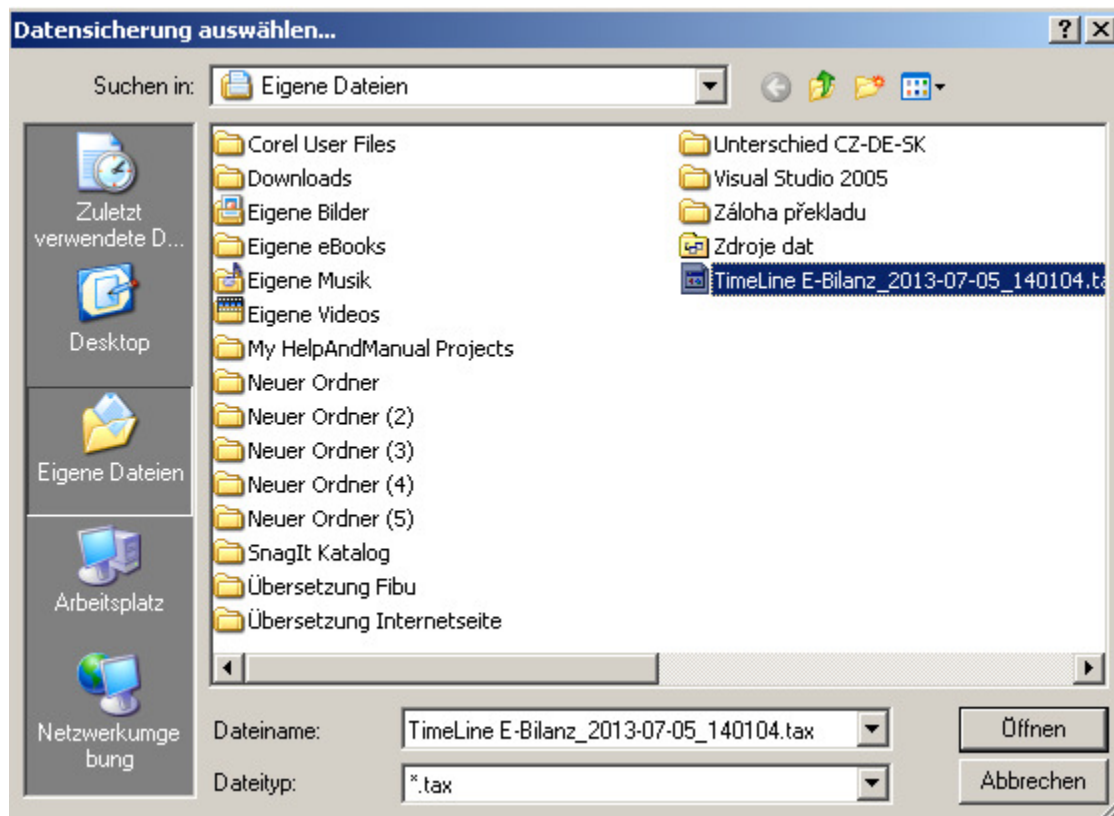 Datensicherung auswählen...
Suchen in:
Eigene Dateien
Zuletzt
verwendete D...
Desktop
Eigene Dateien
Arbeitsplatz
Netzwerkumge
bung
Corel User Files
Downloads
Eigene Bilder
Eigene eBooks
Eigene Musik
Eigene Videos
My HelpAndManual Projects
Neuer Ordner
Neuer Ordner (2)
Neuer Ordner (3)
Neuer Ordner (4)
Neuer Ordner (5)
SnagIt Katalog
Übersetzung Fibu
Übersetzung Internetseite
Unterschied CZ-DE-SK
Visual Studio 2005
Záloha překladu
Zdroje dat
TimeLine E-Bilanz_2013-07-05_140104.ta
Dateiname:
TimeLine E-Bilanz_2013-07-05_140104.tax
Öffnen
Dateityp:
*.tax
Abbrechen